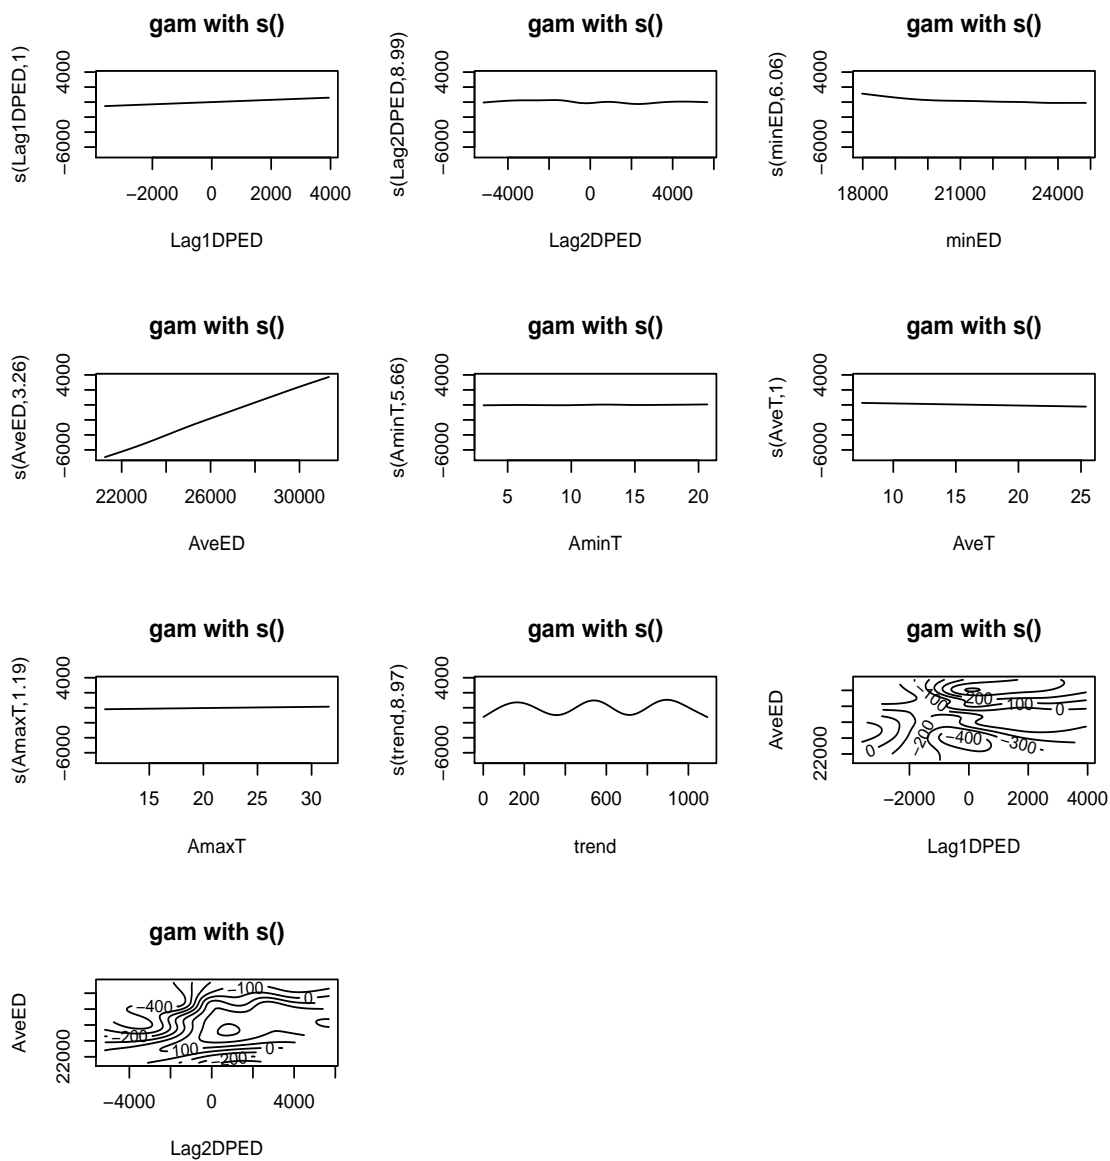 gam with s()
s(Lag1DPED,1)
4000
−6000
−2000 0 2000 4000
Lag1DPED
gam with s()
s(Lag2DPED,8.99)
4000
−6000
−4000 0 4000
Lag2DPED
gam with s()
s(minED,6.06)
4000
−6000
18000 21000 24000
minED
gam with s()
s(AveED,3.26)
4000
−6000
22000 26000 30000
AveED
gam with s()
s(AminT,5.66)
4000
−6000
5 10 15 20
AminT
gam with s()
s(AveT,1)
4000
−6000
10 15 20 25
AveT
gam with s()
s(AmaxT,1.19)
4000
−6000
15 20 25 30
AmaxT
gam with s()
s(trend,8.97)
4000
−6000
0 200 600 1000
trend
gam with s()
AveED
22000
−100
200
100
0
−200
−400
−300
0
−2000 0 2000 4000
Lag1DPED
gam with s()
AveED
22000
−100
0
−400
−200
−100
0
−200
−4000 0 4000
Lag2DPED